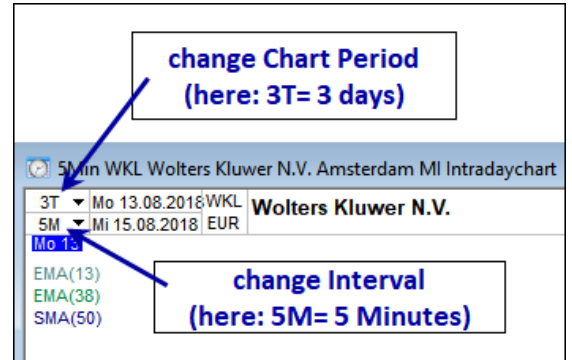 change Chart Period
(here: 3T= 3 days)
5Min WKL Wolters Kluwer N.V. Amsterdam MI Intradaychart
3T Mo 13.08.2018 WKL Wolters Kluwer N.V.
5M Mi 15.08.2018 EUR
Mo 13
EMA(13)
EMA(38)
SMA(50)
change Interval
(here: 5M= 5 Minutes)